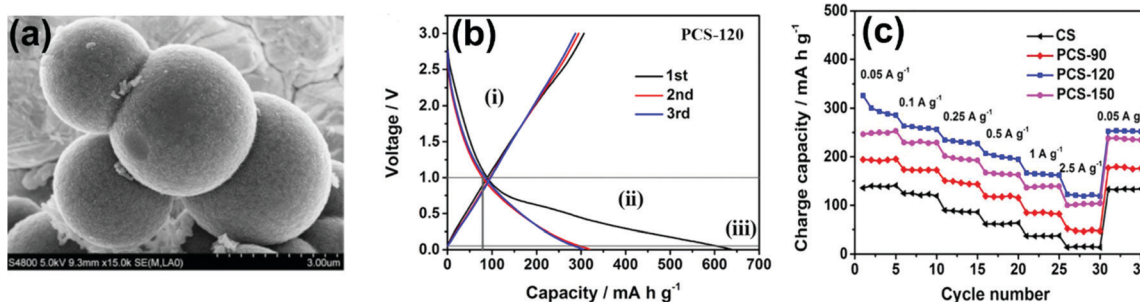 (a)
S4800 5.0kV 9.3mm x15.0k SE(M,LA0)
3.00um
(b)
PCS-120
3.0
2.5
2.0
1.5
1.0
0.5
0.0
Voltage / V
1st
2nd
3rd
(i)
(ii)
(iii)
0 100 200 300 400 500 600 700
Capacity / mA h g⁻¹
(c)
500
400
300
200
100
0
Charge capacity / mA h g⁻¹
CS
PCS-90
PCS-120
PCS-150
0.05 A g⁻¹
0.1 A g⁻¹
0.25 A g⁻¹
0.5 A g⁻¹
1 A g⁻¹
2.5 A g⁻¹
0.05 A g
0 5 10 15 20 25 30 35
Cycle number